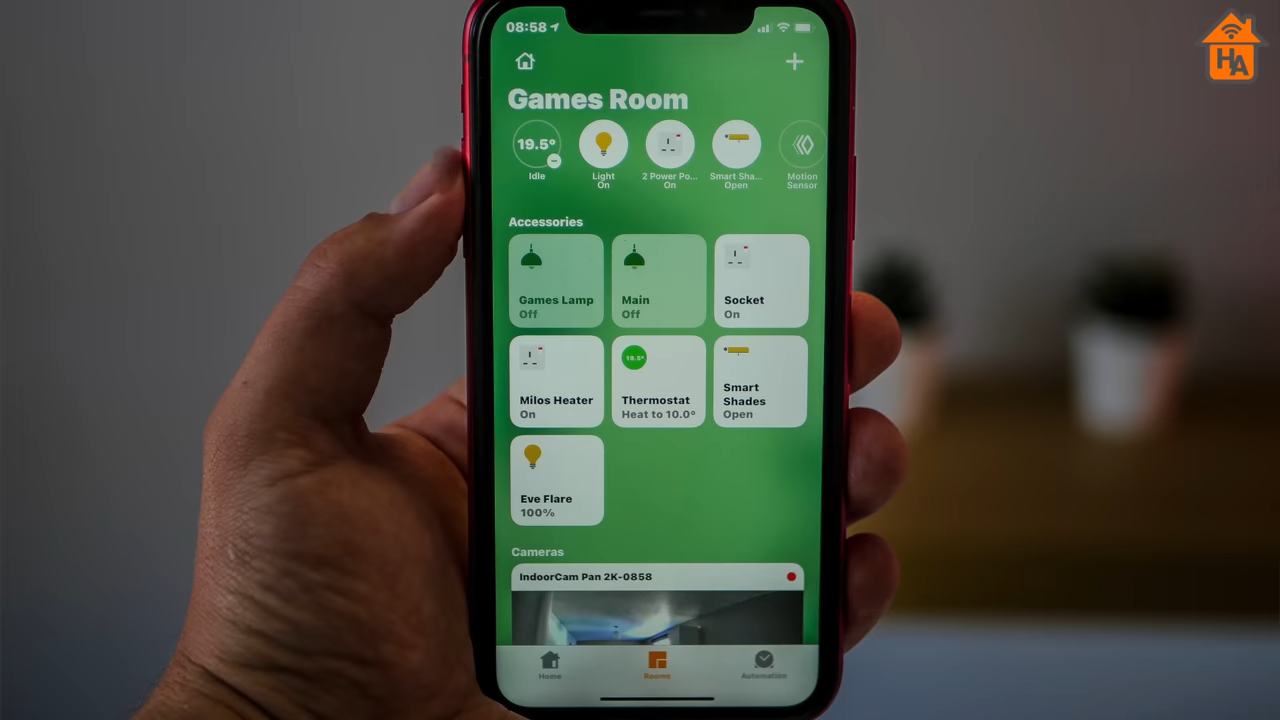 08:58
HA
Games Room
19.5°
Idle
Light
On
2 Power Po...
On
Smart Sha...
Open
Motion
Sensor
Accessories
Games Lamp
Off
Main
Off
Socket
On
Milos Heater
On
19.5°
Thermostat
Heat to 10.0°
Smart
Shades
Open
Eve Flare
100%
Cameras
IndoorCam Pan 2K-0858
Home
Rooms
Automation